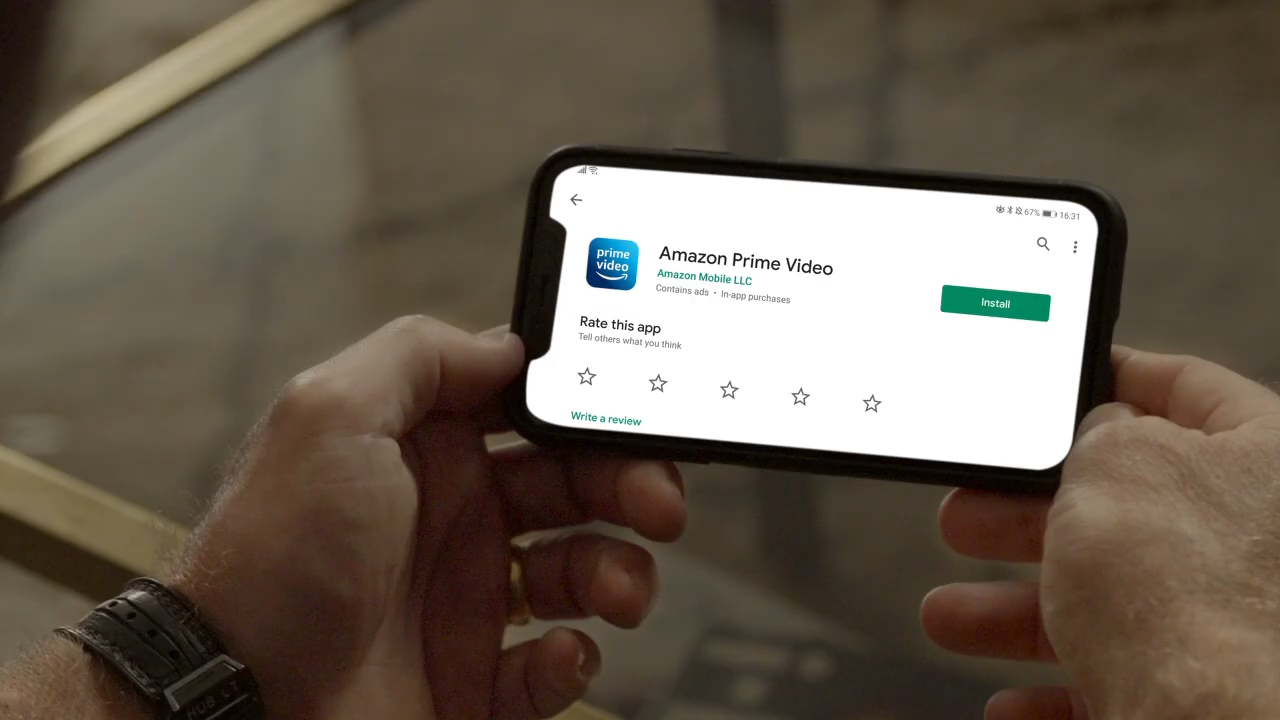 67% 16:31
prime
video
Amazon Prime Video
Amazon Mobile LLC
Contains ads • In-app purchases
Install
Rate this app
Tell others what you think
Write a review
HUBLOT